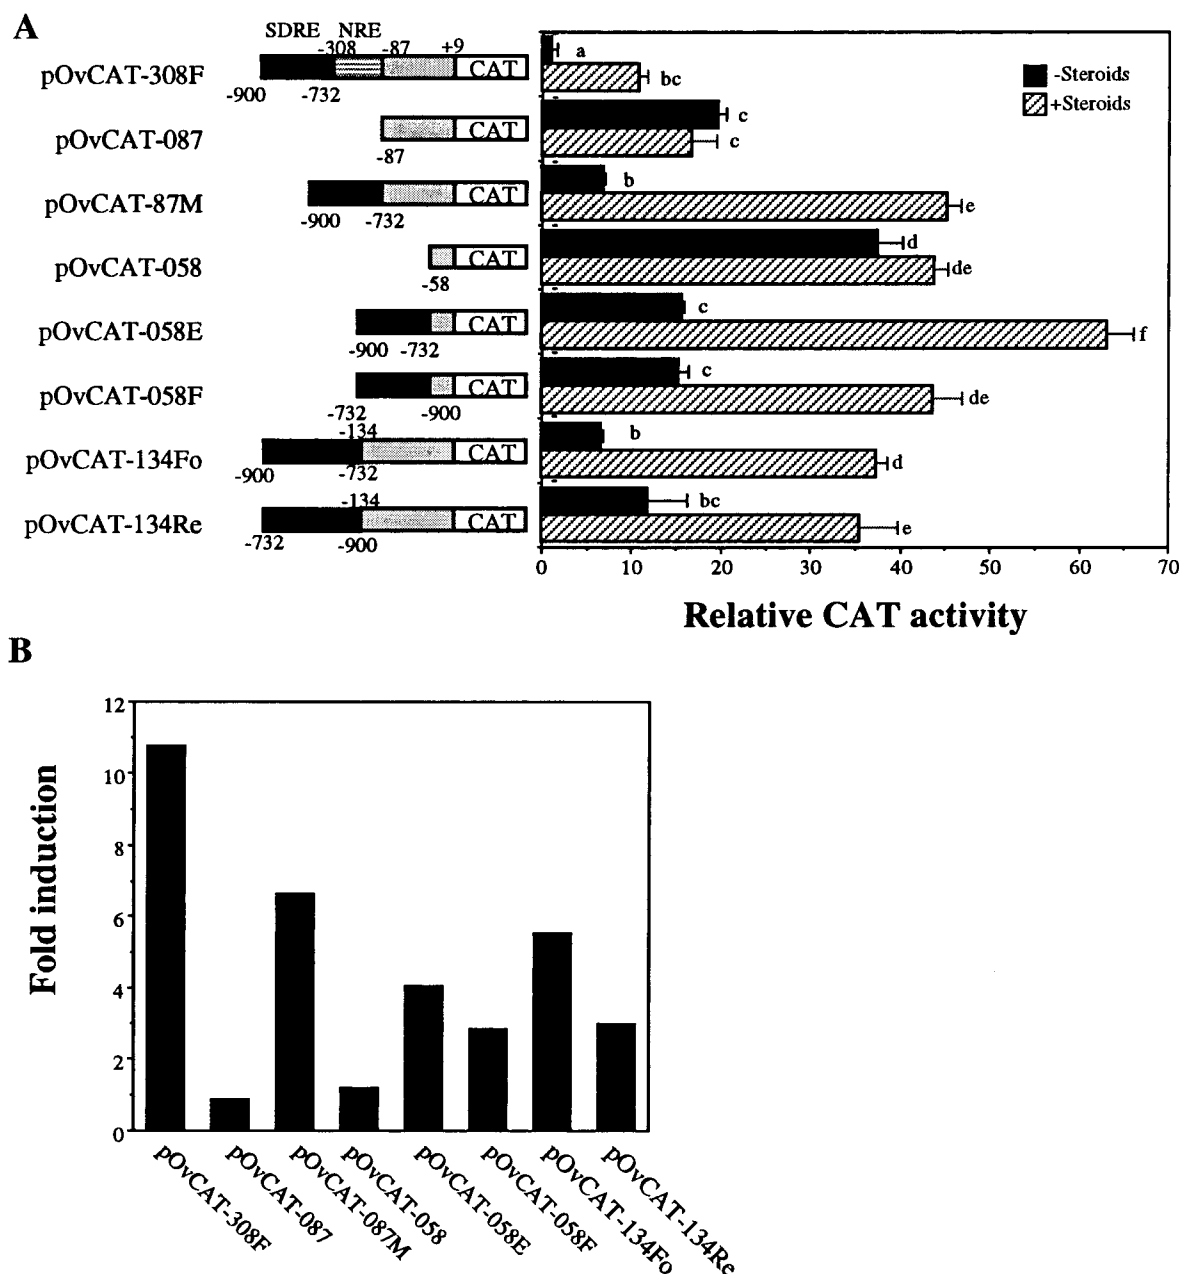 A
SDRE NRE
-308 -87 +9
pOvCAT-308F CAT a
-900 -732 bc
-Steroids
+Steroids
pOvCAT-087 CAT c
-87 c
pOvCAT-87M CAT b
-900 -732 e
pOvCAT-058 CAT d
-58 de
pOvCAT-058E CAT c
-900 -732 f
pOvCAT-058F CAT c
-732 -900 de
-134
pOvCAT-134Fo CAT b
-900 -732 d
-134
pOvCAT-134Re CAT bc
-732 -900 e
0 10 20 30 40 50 60 70
Relative CAT activity
B
12
10
8
6
4
2
0
Fold induction
pOvCAT-308F
pOvCAT-087
pOvCAT-087M
pOvCAT-058
pOvCAT-058E
pOvCAT-058F
pOvCAT-134Fo
pOvCAT-134Re